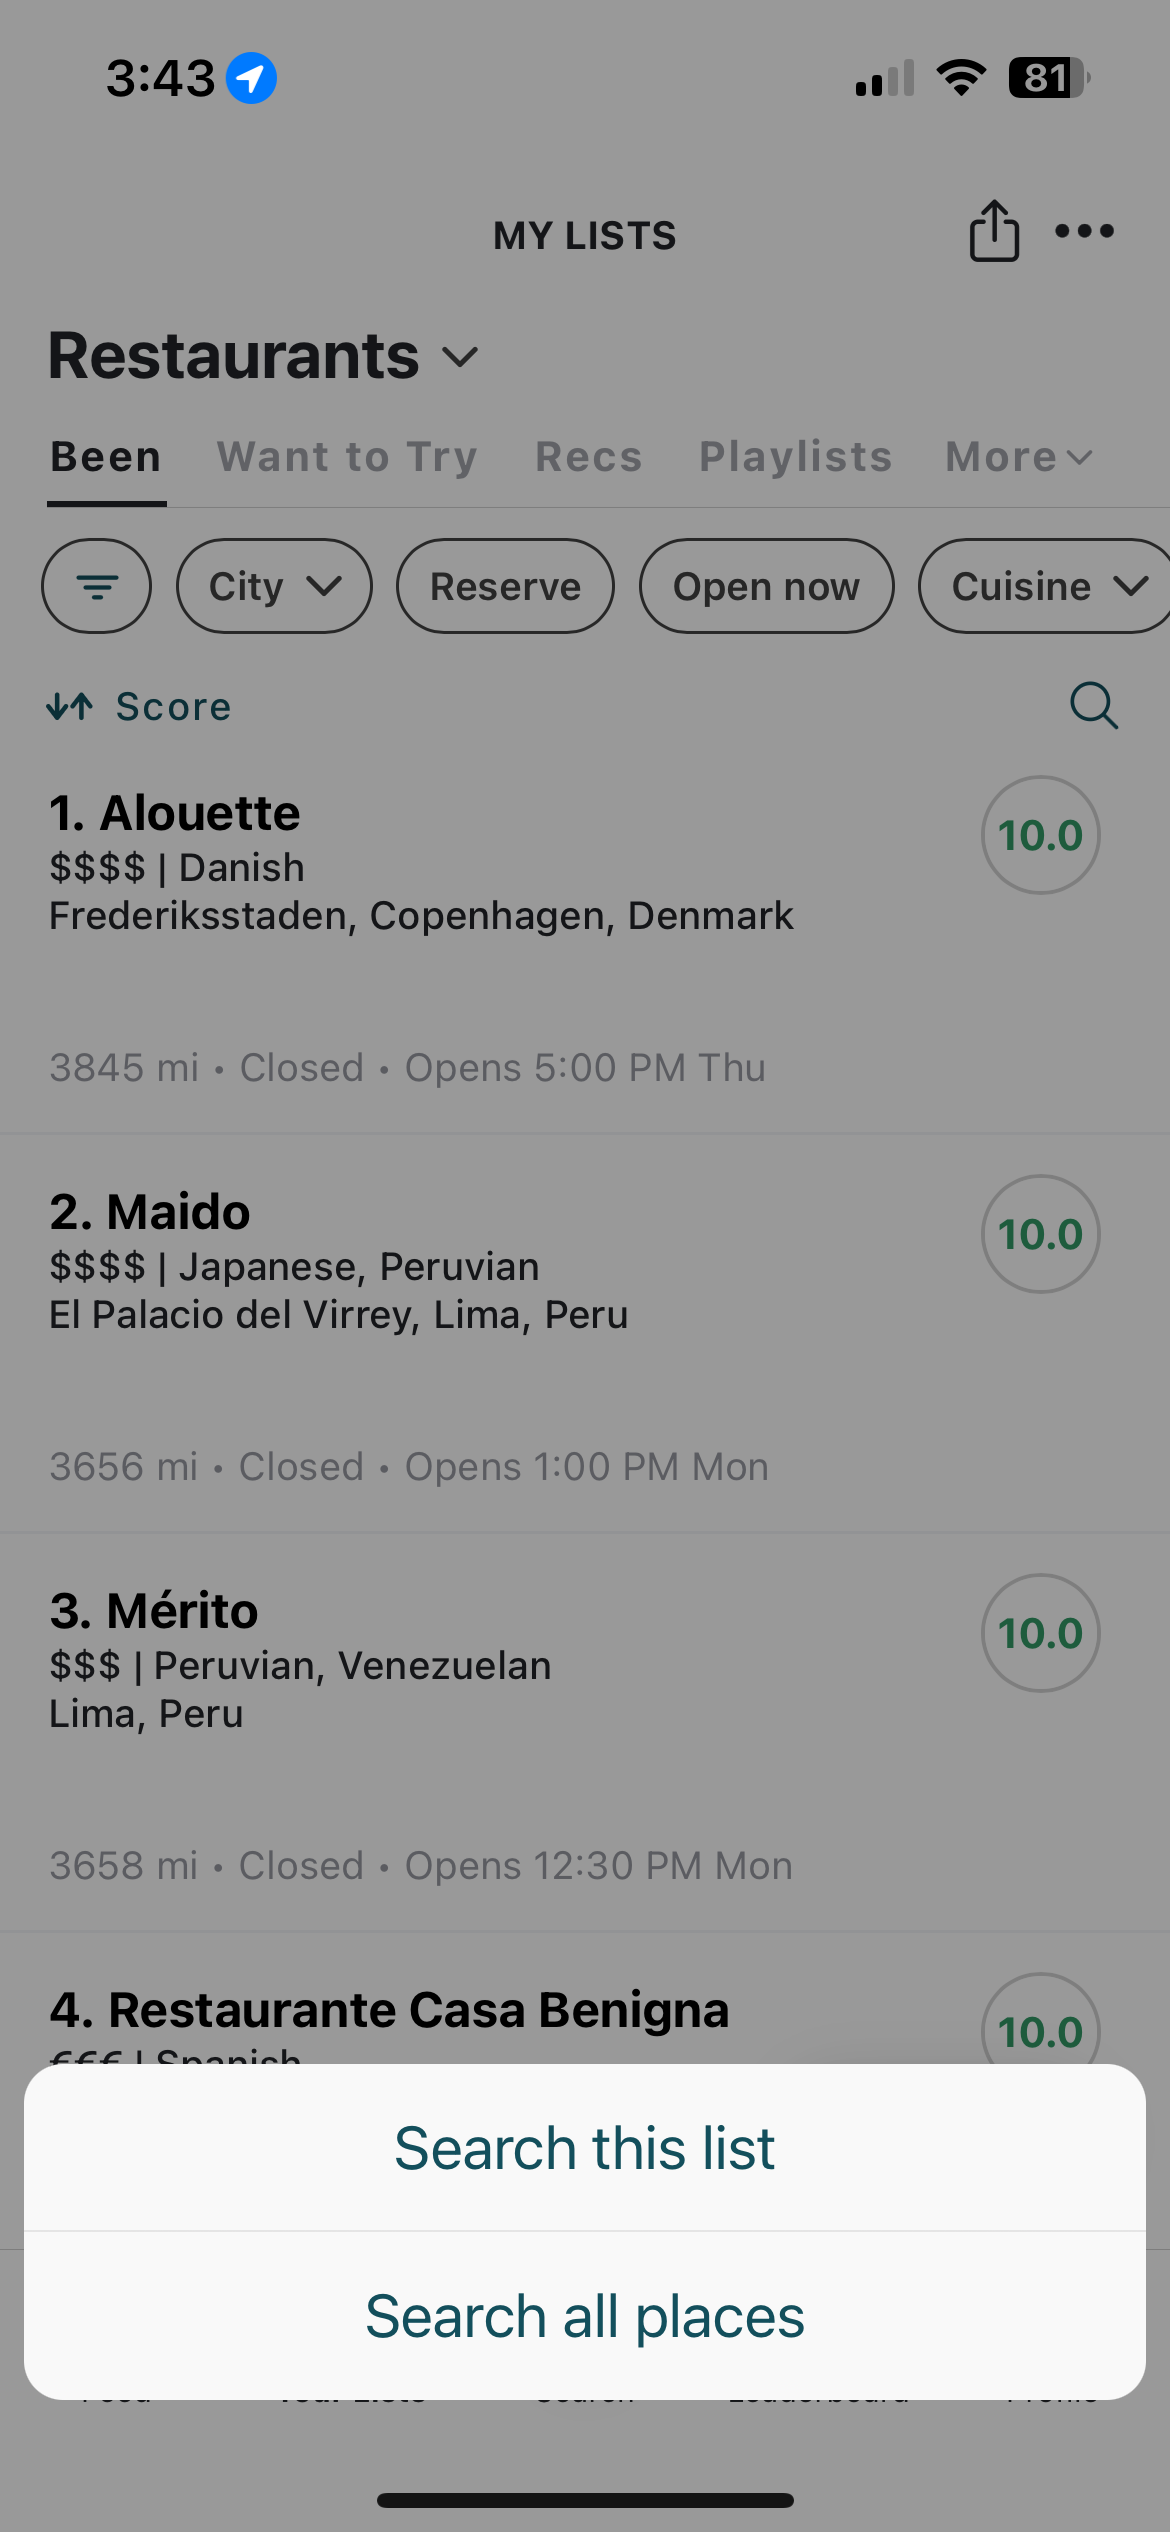 3:43
81
MY LISTS
Restaurants
Been Want to Try Recs Playlists More
City Reserve Open now Cuisine
Score
1. Alouette
10.0
$$$$ | Danish
Frederiksstaden, Copenhagen, Denmark
3845 mi • Closed • Opens 5:00 PM Thu
2. Maido
10.0
$$$$ | Japanese, Peruvian
El Palacio del Virrey, Lima, Peru
3656 mi • Closed • Opens 1:00 PM Mon
3. Mérito
10.0
$$$ | Peruvian, Venezuelan
Lima, Peru
3658 mi • Closed • Opens 12:30 PM Mon
4. Restaurante Casa Benigna
10.0
€€€ | Spanish
Search this list
Search all places